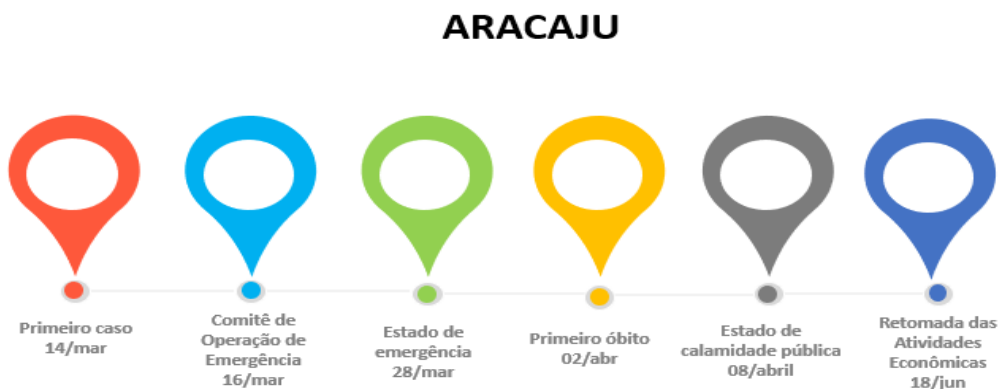 ARACAJU
Primeiro caso
14/mar
Comitê de
Operação de
Emergência
16/mar
Estado de
emergência
28/mar
Primeiro óbito
02/abr
Estado de
calamidade pública
08/abril
Retomada das
Atividades
Econômicas
18/jun